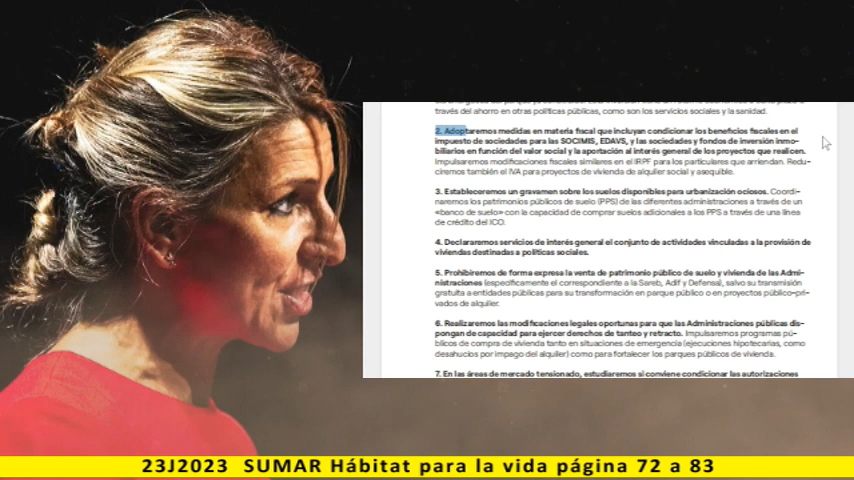 través del ahorro en otras políticas públicas, como son los servicios sociales y la sanidad.
2. Adoptaremos medidas en materia fiscal que incluyan condicionar los beneficios fiscales en el
impuesto de sociedades para las SOCIMIS, EDAVS, y las sociedades y fondos de inversión inmo-
biliarios en función del valor social y la aportación al interés general de los proyectos que realicen.
Impulsaremos modificaciones fiscales similares en el IRPF para los particulares que arriendan. Redu-
ciremos también el IVA para proyectos de vivienda de alquiler social y asequible.
3. Estableceremos un gravamen sobre los suelos disponibles para urbanización ociosos. Coordi-
naremos los patrimonios públicos de suelo (PPS) de las diferentes administraciones a través de un
«banco de suelo» con la capacidad de comprar suelos adicionales a los PPS a través de una línea
de crédito del ICO.
4. Declararemos servicios de interés general el conjunto de actividades vinculadas a la provisión de
viviendas destinadas a políticas sociales.
5. Prohibiremos de forma expresa la venta de patrimonio público de suelo y vivienda de las Admi-
nistraciones (específicamente el correspondiente a la Sareb, Adif y Defensa), salvo su transmisión
gratuita a entidades públicas para su transformación en parque público o en proyectos público-pri-
vados de alquiler.
6. Realizaremos las modificaciones legales oportunas para que las Administraciones públicas dis-
pongan de capacidad para ejercer derechos de tanteo y retracto. Impulsaremos programas pú-
blicos de compra de vivienda tanto en situaciones de emergencia (ejecuciones hipotecarias, como
desahucios por impago del alquiler) como para fortalecer los parques públicos de vivienda.
7. En las áreas de mercado tensionado, estudiaremos si conviene condicionar las autorizaciones
23J2023 SUMAR Hábitat para la vida página 72 a 83